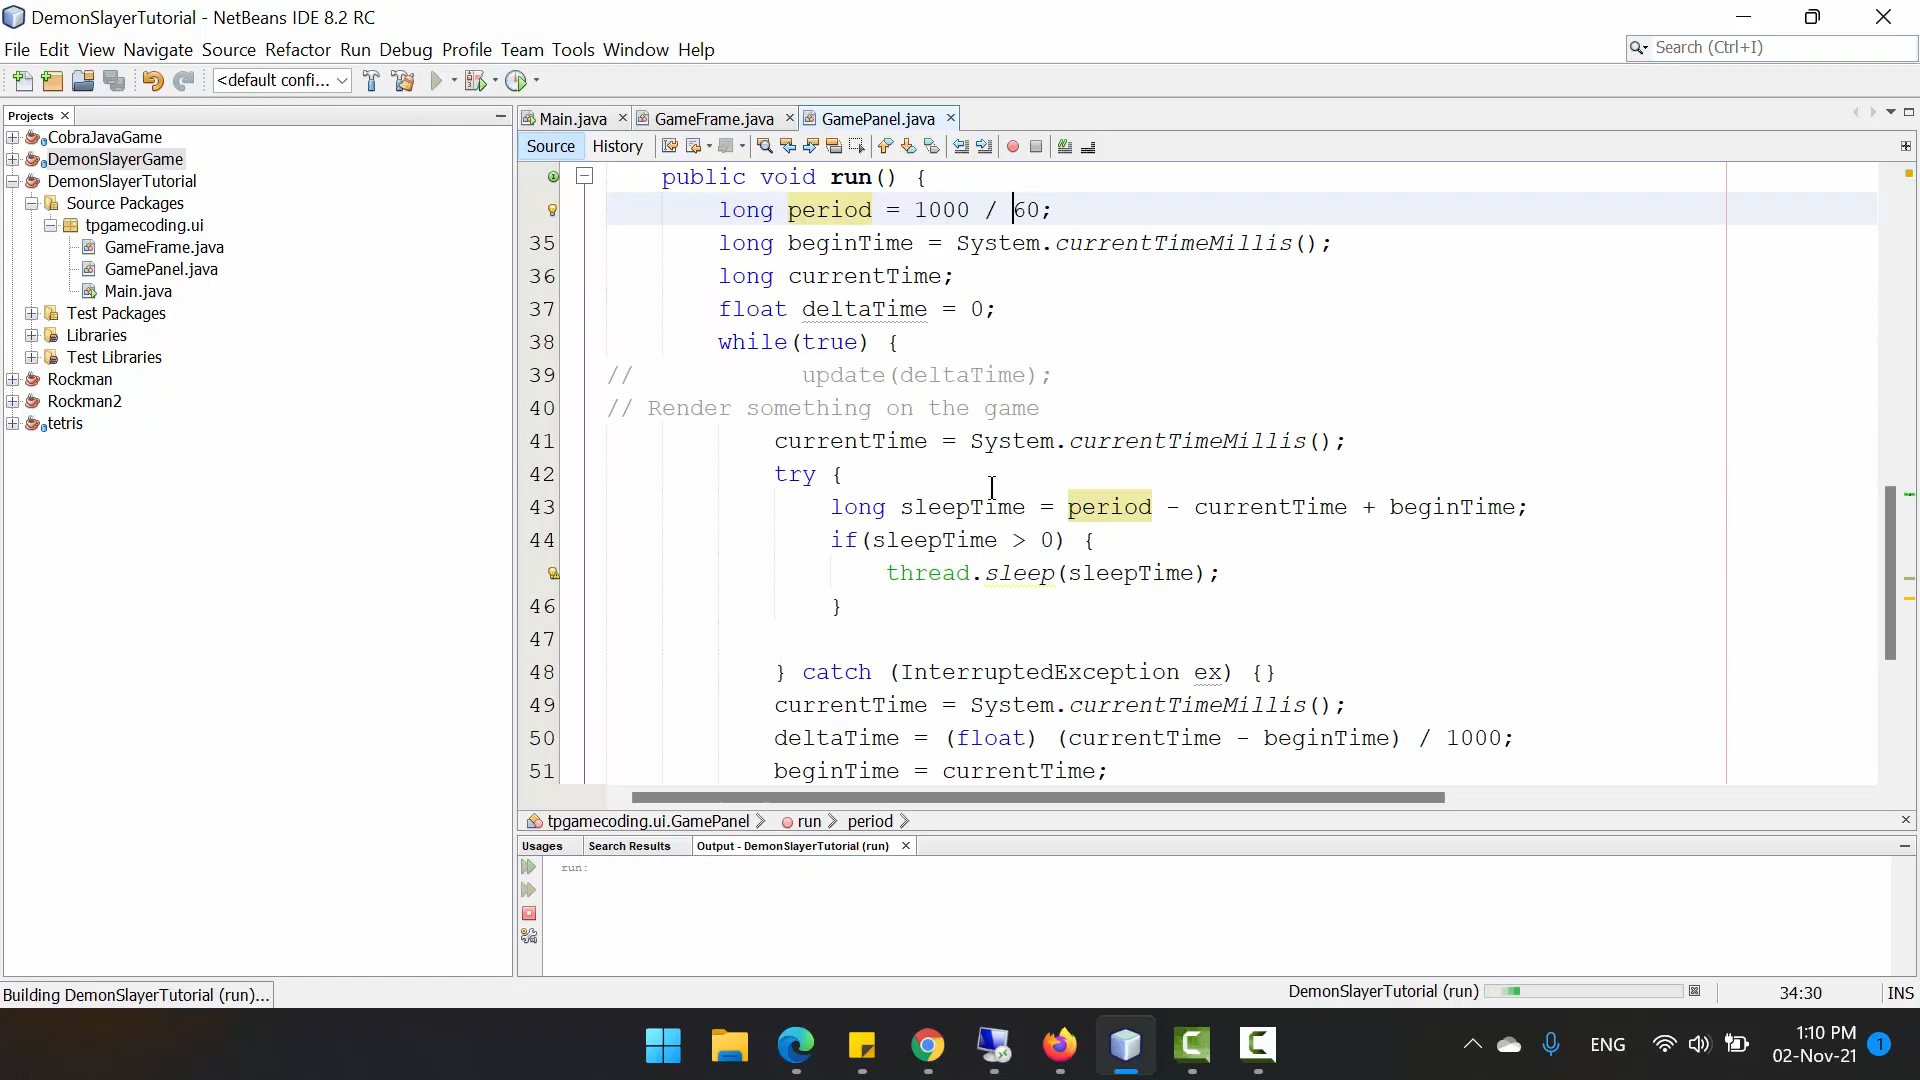 DemonSlayerTutorial - NetBeans IDE 8.2 RC
File Edit View Navigate Source Refactor Run Debug Profile Team Tools Window Help
Search (Ctrl+I)
<default confi...
Projects
Main.java GameFrame.java GamePanel.java
CobraJavaGame
DemonSlayerGame
DemonSlayerTutorial
Source Packages
tpgamecoding.ui
GameFrame.java
GamePanel.java
Main.java
Test Packages
Libraries
Test Libraries
Rockman
Rockman2
tetris
Source History
public void run() {
long period = 1000 / 60;
35 long beginTime = System.currentTimeMillis();
36 long currentTime;
37 float deltaTime = 0;
38 while(true) {
39 // update(deltaTime);
40 // Render something on the game
41 currentTime = System.currentTimeMillis();
42 try {
43 long sleepTime = period - currentTime + beginTime;
44 if(sleepTime > 0) {
thread.sleep(sleepTime);
46 }
47
48 } catch (InterruptedException ex) {}
49 currentTime = System.currentTimeMillis();
50 deltaTime = (float) (currentTime - beginTime) / 1000;
51 beginTime = currentTime;
tpgamecoding.ui.GamePanel run period
Usages Search Results Output - DemonSlayerTutorial (run)
run:
Building DemonSlayerTutorial (run)...
DemonSlayerTutorial (run)
34:30 INS
ENG
1:10 PM
02-Nov-21
1